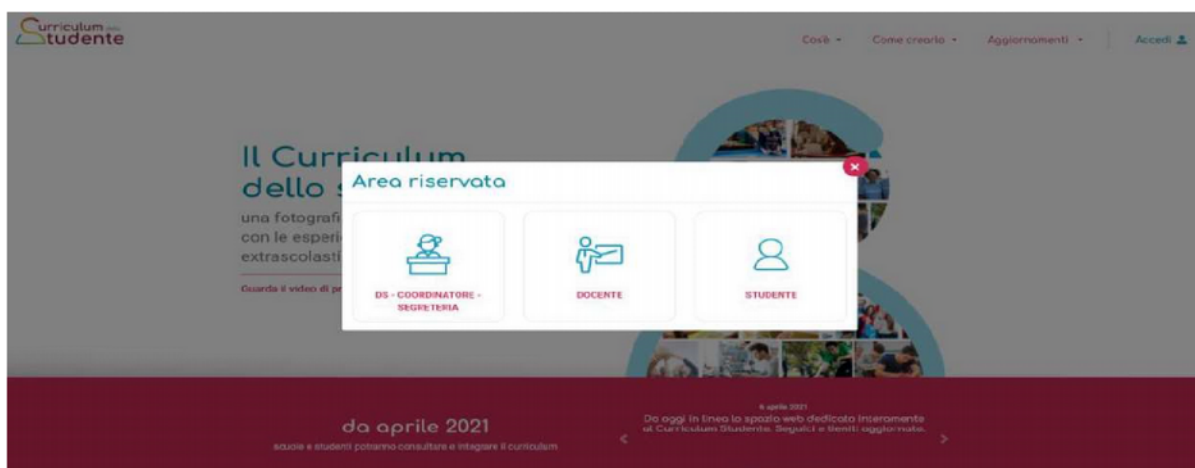 Curriculum dello
Studente
Cos'è
Come crearlo
Aggiornamenti
Accedi
Il Curriculum
dello s
una fotografi
con le esperi
extrascolasti
Guarda il video di pr
Area riservata
DS - COORDINATORE -
SEGRETERIA
DOCENTE
STUDENTE
da aprile 2021
scuole e studenti potranno consultare e integrare il curriculum
6 aprile 2021
Da oggi in linea lo spazio web dedicato interamente
al Curriculum Studente. Seguici e tieniti aggiornato.